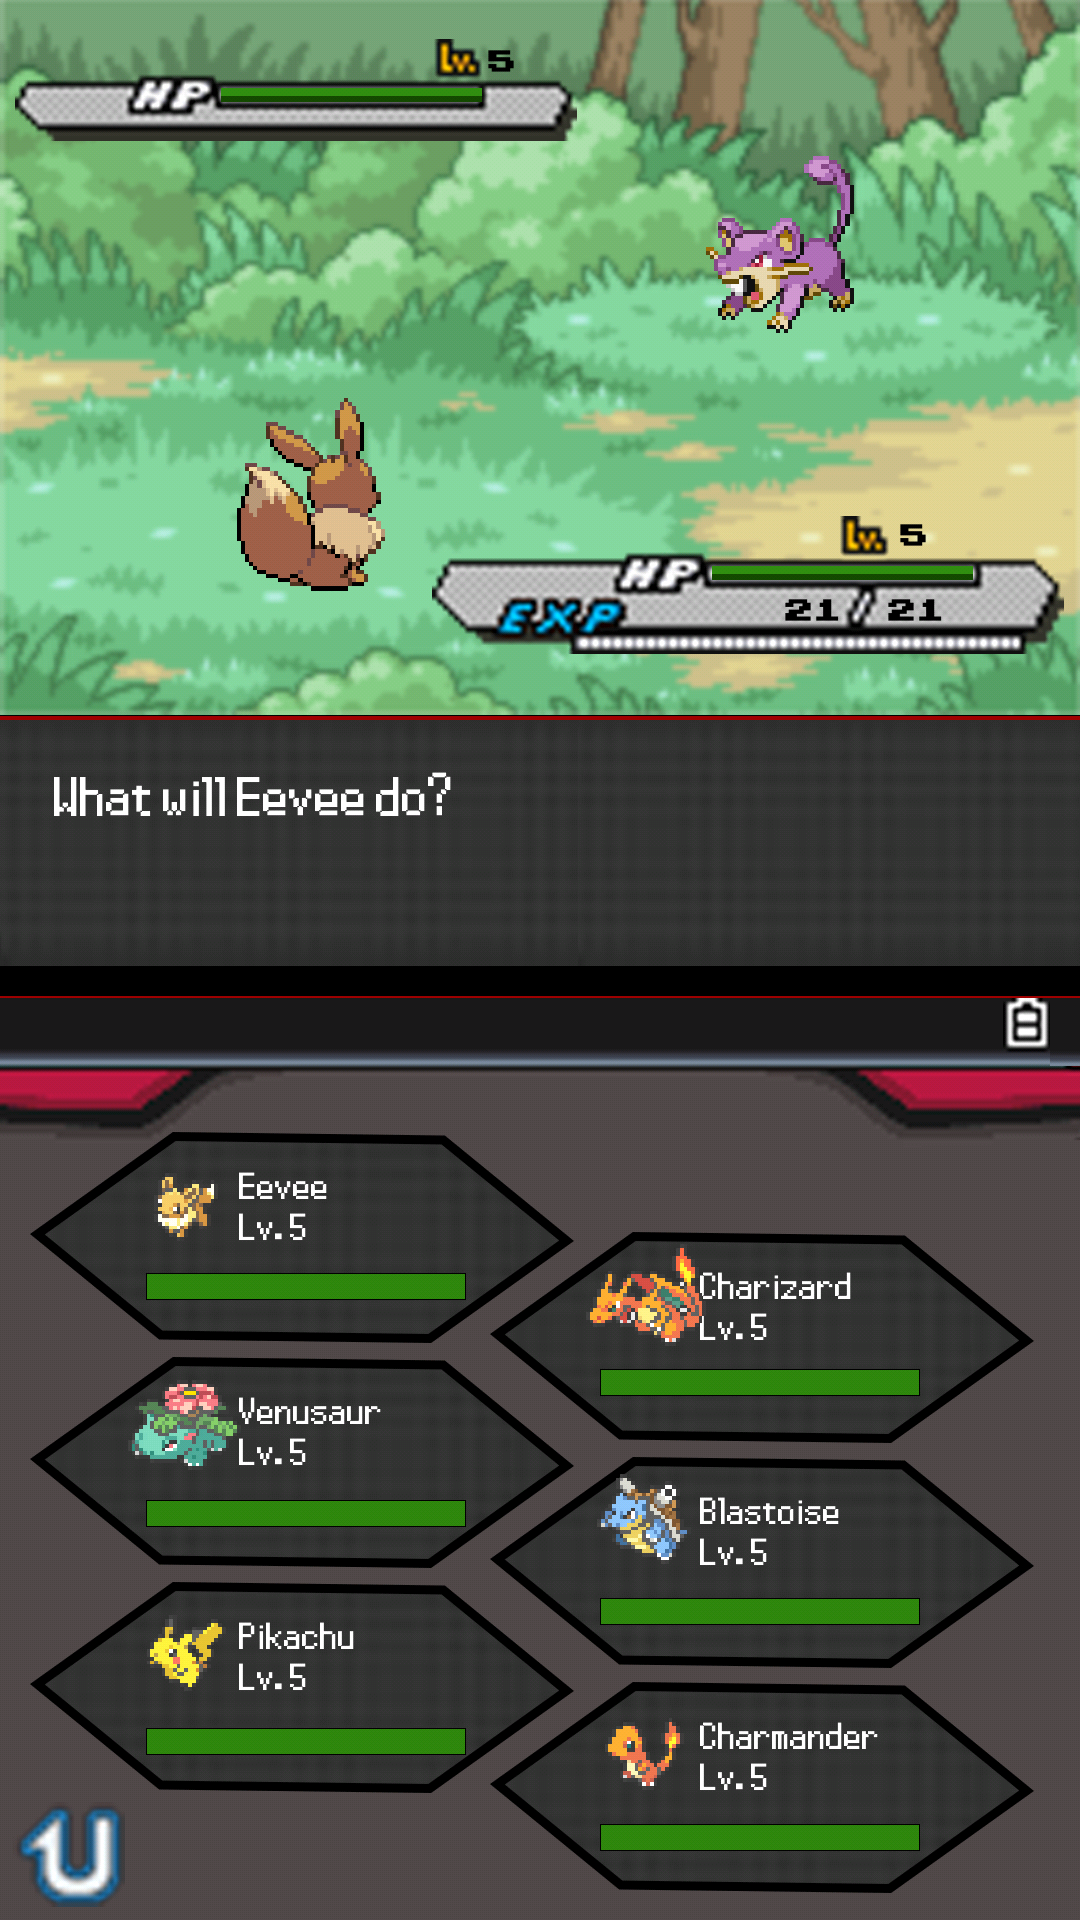 Lv. 5
HP
Lv. 5
HP
21 / 21
EXP
What will Eevee do?
Eevee
Lv.5
Charizard
Lv.5
Venusaur
Lv.5
Blastoise
Lv.5
Pikachu
Lv.5
Charmander
Lv.5